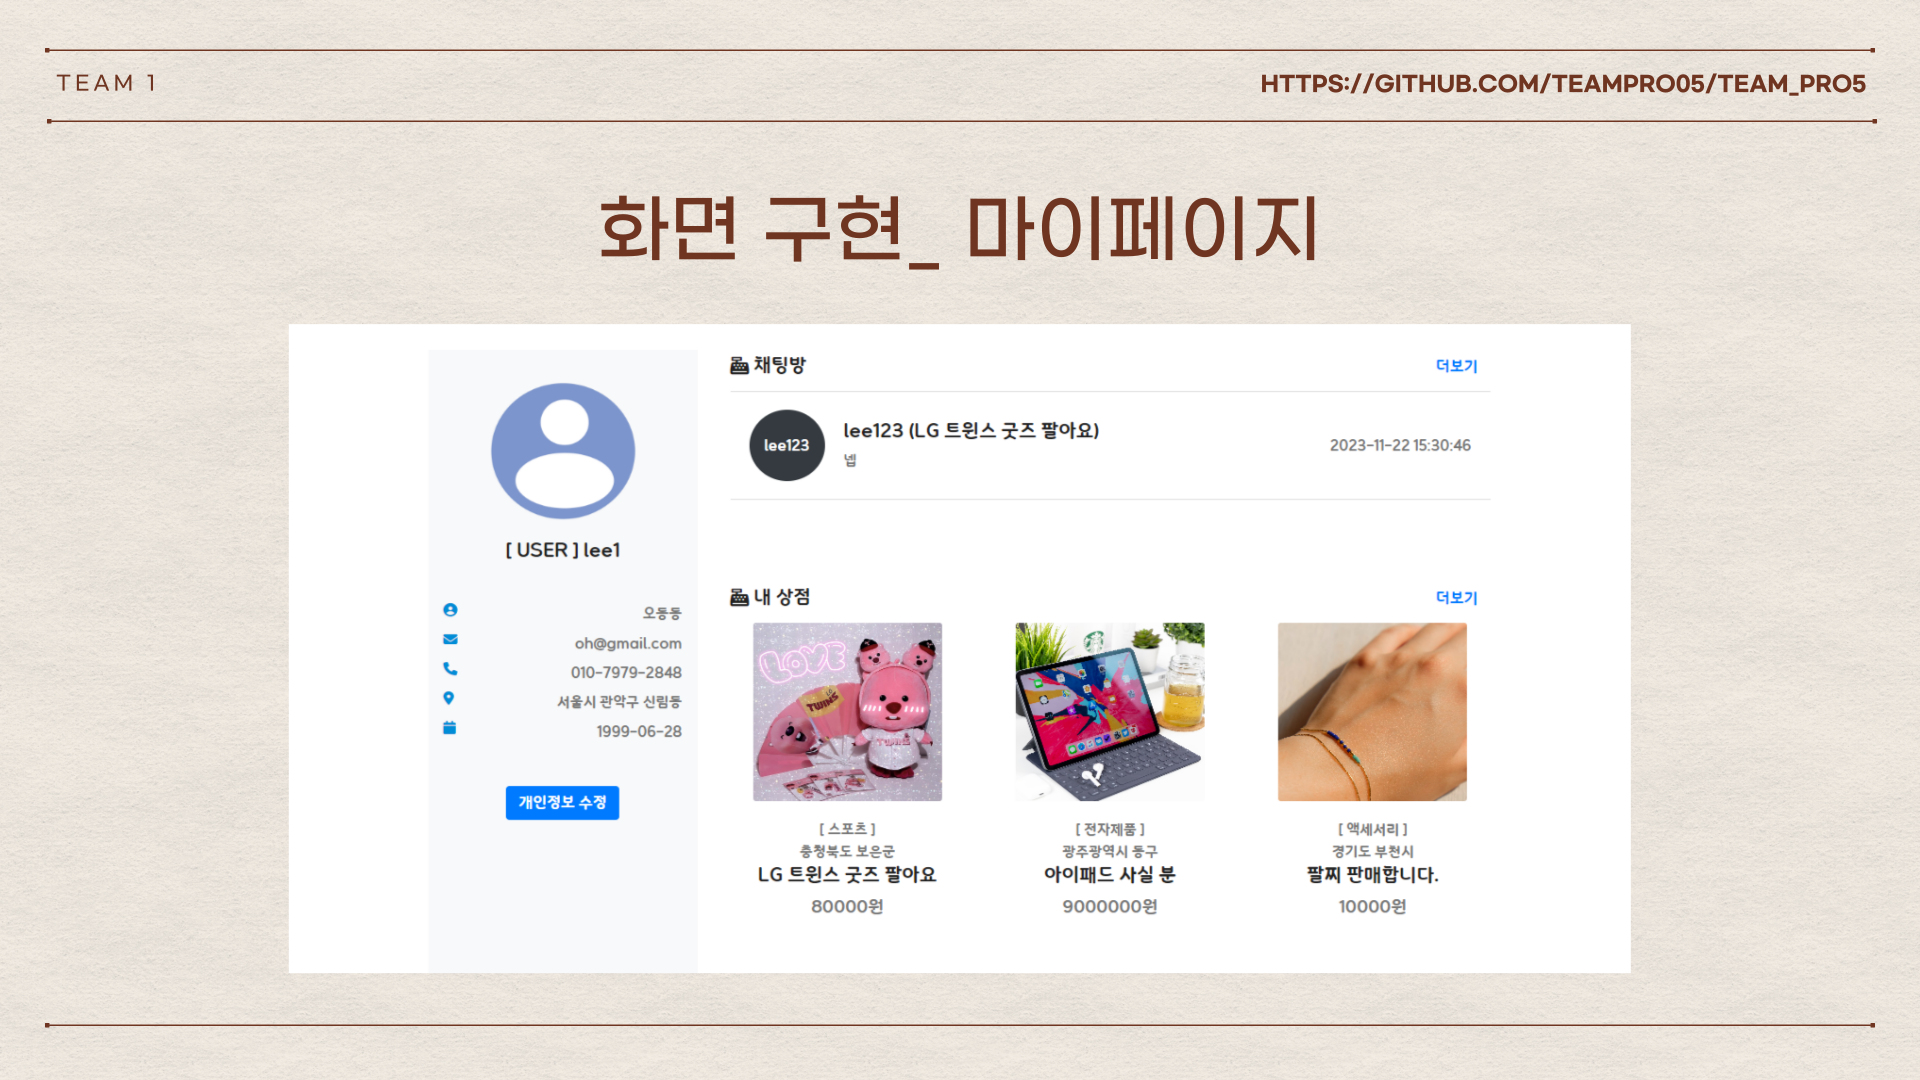 TEAM 1
HTTPS://GITHUB.COM/TEAMPRO05/TEAM_PRO5
화면 구현_ 마이페이지
[ USER ] lee1
오동동
oh@gmail.com
010-7979-2848
서울시 관악구 신림동
1999-06-28
개인정보 수정
채팅방
더보기
lee123
lee123 (LG 트윈스 굿즈 팔아요)
넵
2023-11-22 15:30:46
내 상점
더보기
LOVE
TWINS
TWINS
[ 스포츠 ]
충청북도 보은군
LG 트윈스 굿즈 팔아요
80000원
[ 전자제품 ]
광주광역시 동구
아이패드 사실 분
9000000원
[ 액세서리 ]
경기도 부천시
팔찌 판매합니다.
10000원